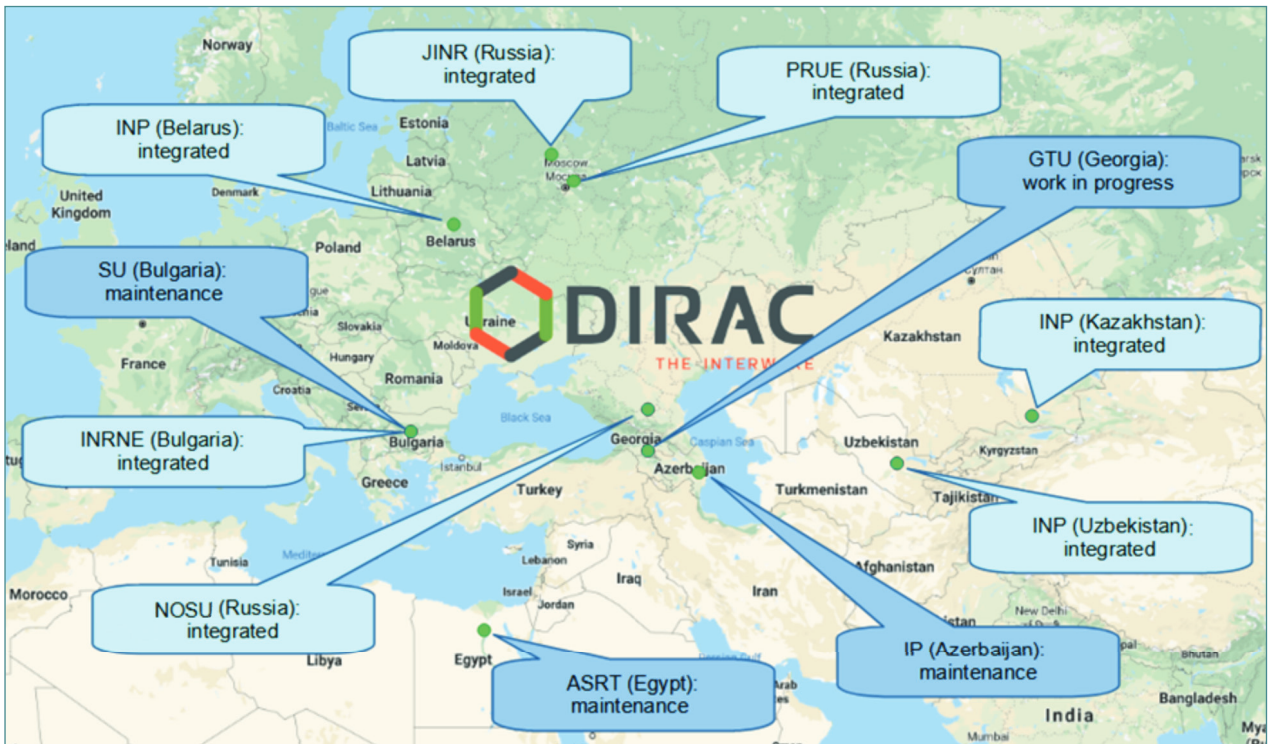 Norway
JINR (Russia):
integrated
PRUE (Russia):
integrated
INP (Belarus):
integrated
Baltic Sea
Estonia
Latvia
Moscow
GTU (Georgia):
work in progress
United
Kingdom
Denmark
Lithuania
Belarus
Poland
SU (Bulgaria):
maintenance
DIRAC
THE INTERWARE
Ukraine
Slovakia
France
Hungary
Moldova
Kazakhstan
INP (Kazakhstan):
integrated
Croatia
Romania
Black Sea
INRNE (Bulgaria):
integrated
Bulgaria
Georgia
Caspian Sea
Uzbekistan
Kyrgyzstan
Istanbul
Azerbaijan
Greece
Turkey
Turkmenistan
Tajikistan
INP (Uzbekistan):
integrated
Tunisia
Syria
Lebanon
Afghanistan
Morocco
Iraq
Iran
Israel
Jordan
NOSU (Russia):
integrated
New Delhi
Libya
Egypt
Persian Gulf
IP (Azerbaijan):
maintenance
Bhutan
ASRT (Egypt):
maintenance
Bangladesh
India
Mumbai